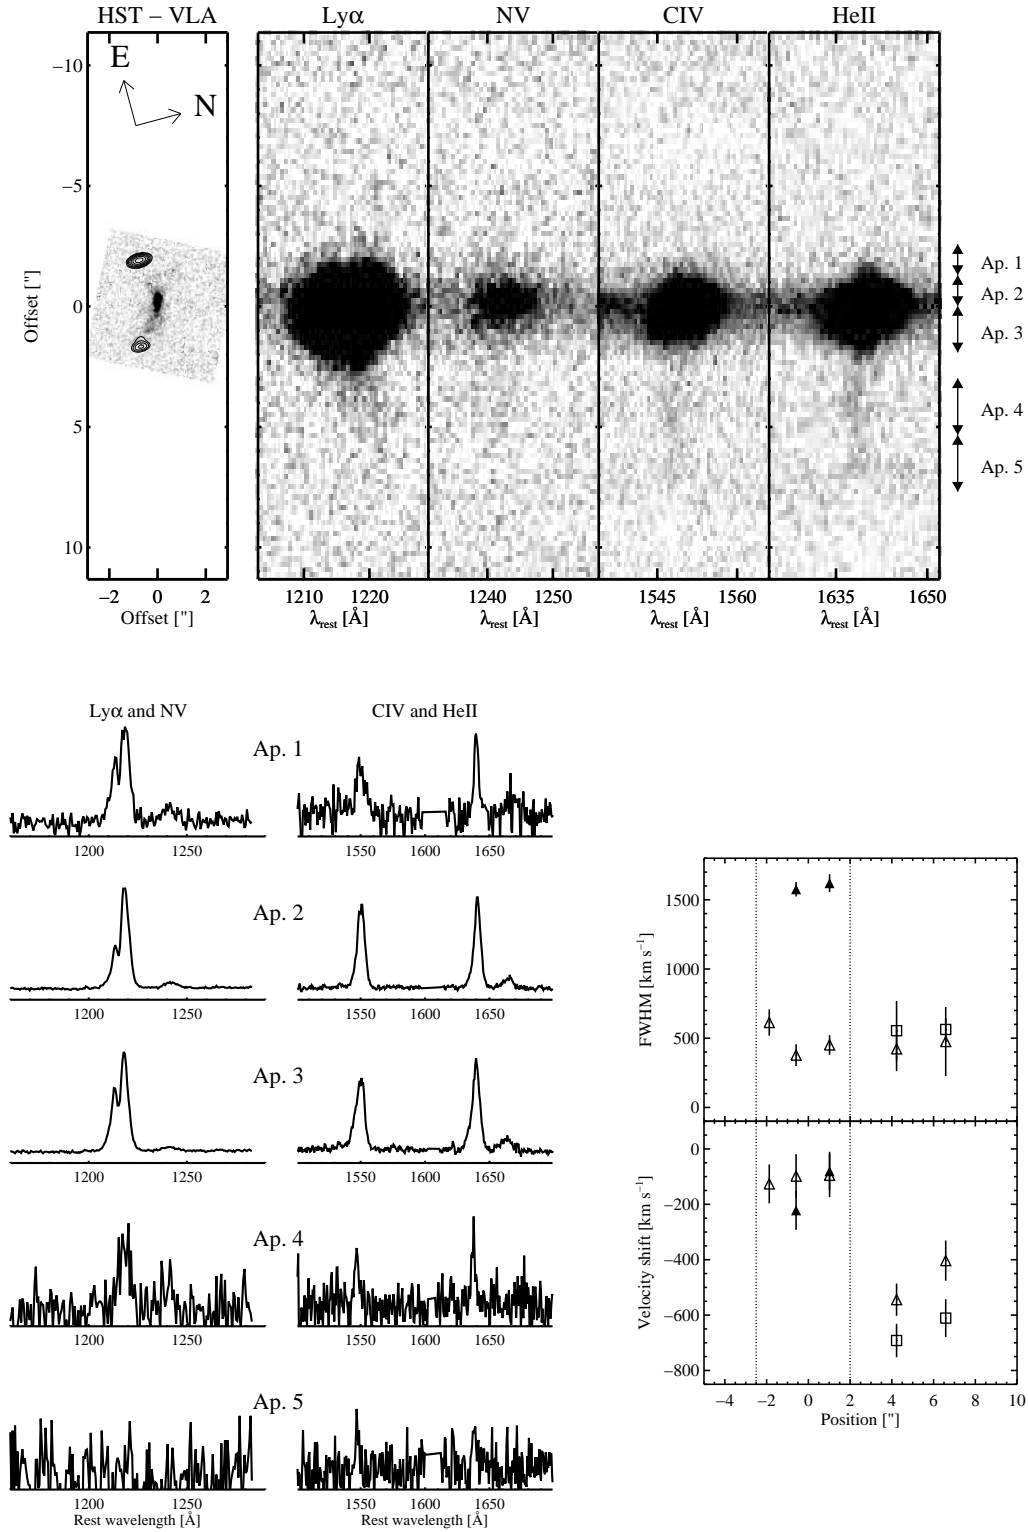 HST − VLA
Lyα
NV
CIV
HeII
E
N
Offset ["]
−10
−5
0
5
10
−2 0 2
Offset ["]
1210 1220
λrest [Å]
1240 1250
λrest [Å]
1545 1560
λrest [Å]
1635 1650
λrest [Å]
Ap. 1
Ap. 2
Ap. 3
Ap. 4
Ap. 5
Lyα and NV
CIV and HeII
Ap. 1
1200 1250
1550 1600 1650
Ap. 2
1200 1250
1550 1600 1650
Ap. 3
1200 1250
1550 1600 1650
Ap. 4
1200 1250
1550 1600 1650
Ap. 5
1200 1250
Rest wavelength [Å]
1550 1600 1650
Rest wavelength [Å]
FWHM [km s⁻¹]
1500
1000
500
0
Velocity shift [km s⁻¹]
0
−200
−400
−600
−800
−4 −2 0 2 4 6 8 10
Position ["]